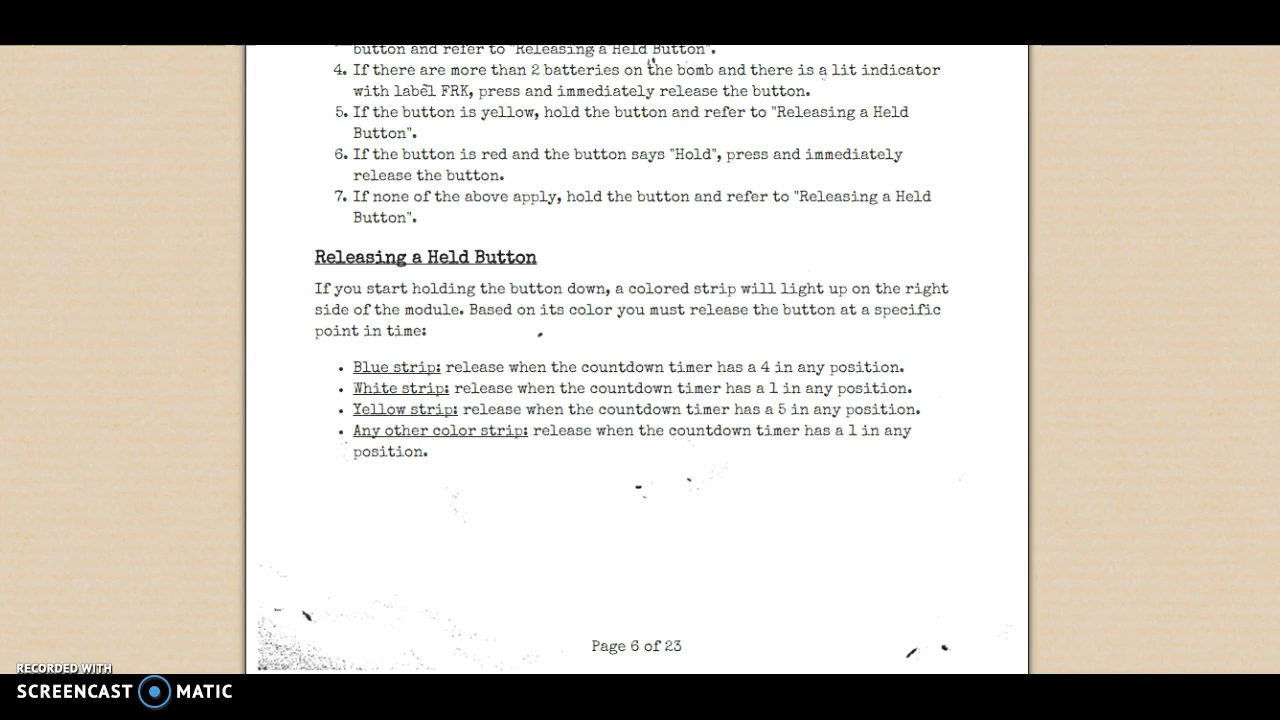 button and refer to "Releasing a Held Button".
4. If there are more than 2 batteries on the bomb and there is a lit indicator
with label FRK, press and immediately release the button.
5. If the button is yellow, hold the button and refer to "Releasing a Held
Button".
6. If the button is red and the button says "Hold", press and immediately
release the button.
7. If none of the above apply, hold the button and refer to "Releasing a Held
Button".
Releasing a Held Button
If you start holding the button down, a colored strip will light up on the right
side of the module. Based on its color you must release the button at a specific
point in time:
• Blue strip: release when the countdown timer has a 4 in any position.
• White strip: release when the countdown timer has a 1 in any position.
• Yellow strip: release when the countdown timer has a 5 in any position.
• Any other color strip: release when the countdown timer has a 1 in any
position.
Page 6 of 23
RECORDED WITH
SCREENCAST MATIC